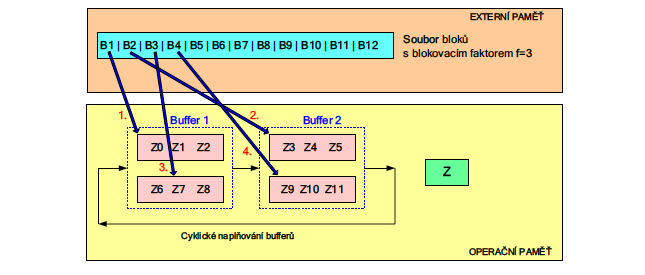 EXTERNÍ PAMĚŤ
B1 | B2 | B3 | B4 | B5 | B6 | B7 | B8 | B9 | B10 | B11 | B12
Soubor bloků
s blokovacím faktorem f=3
1.
Buffer 1
2.
Buffer 2
Z0 Z1 Z2
Z3 Z4 Z5
3.
4.
Z6 Z7 Z8
Z9 Z10 Z11
Z
Cyklické naplňování bufferů
OPERAČNÍ PAMĚŤ